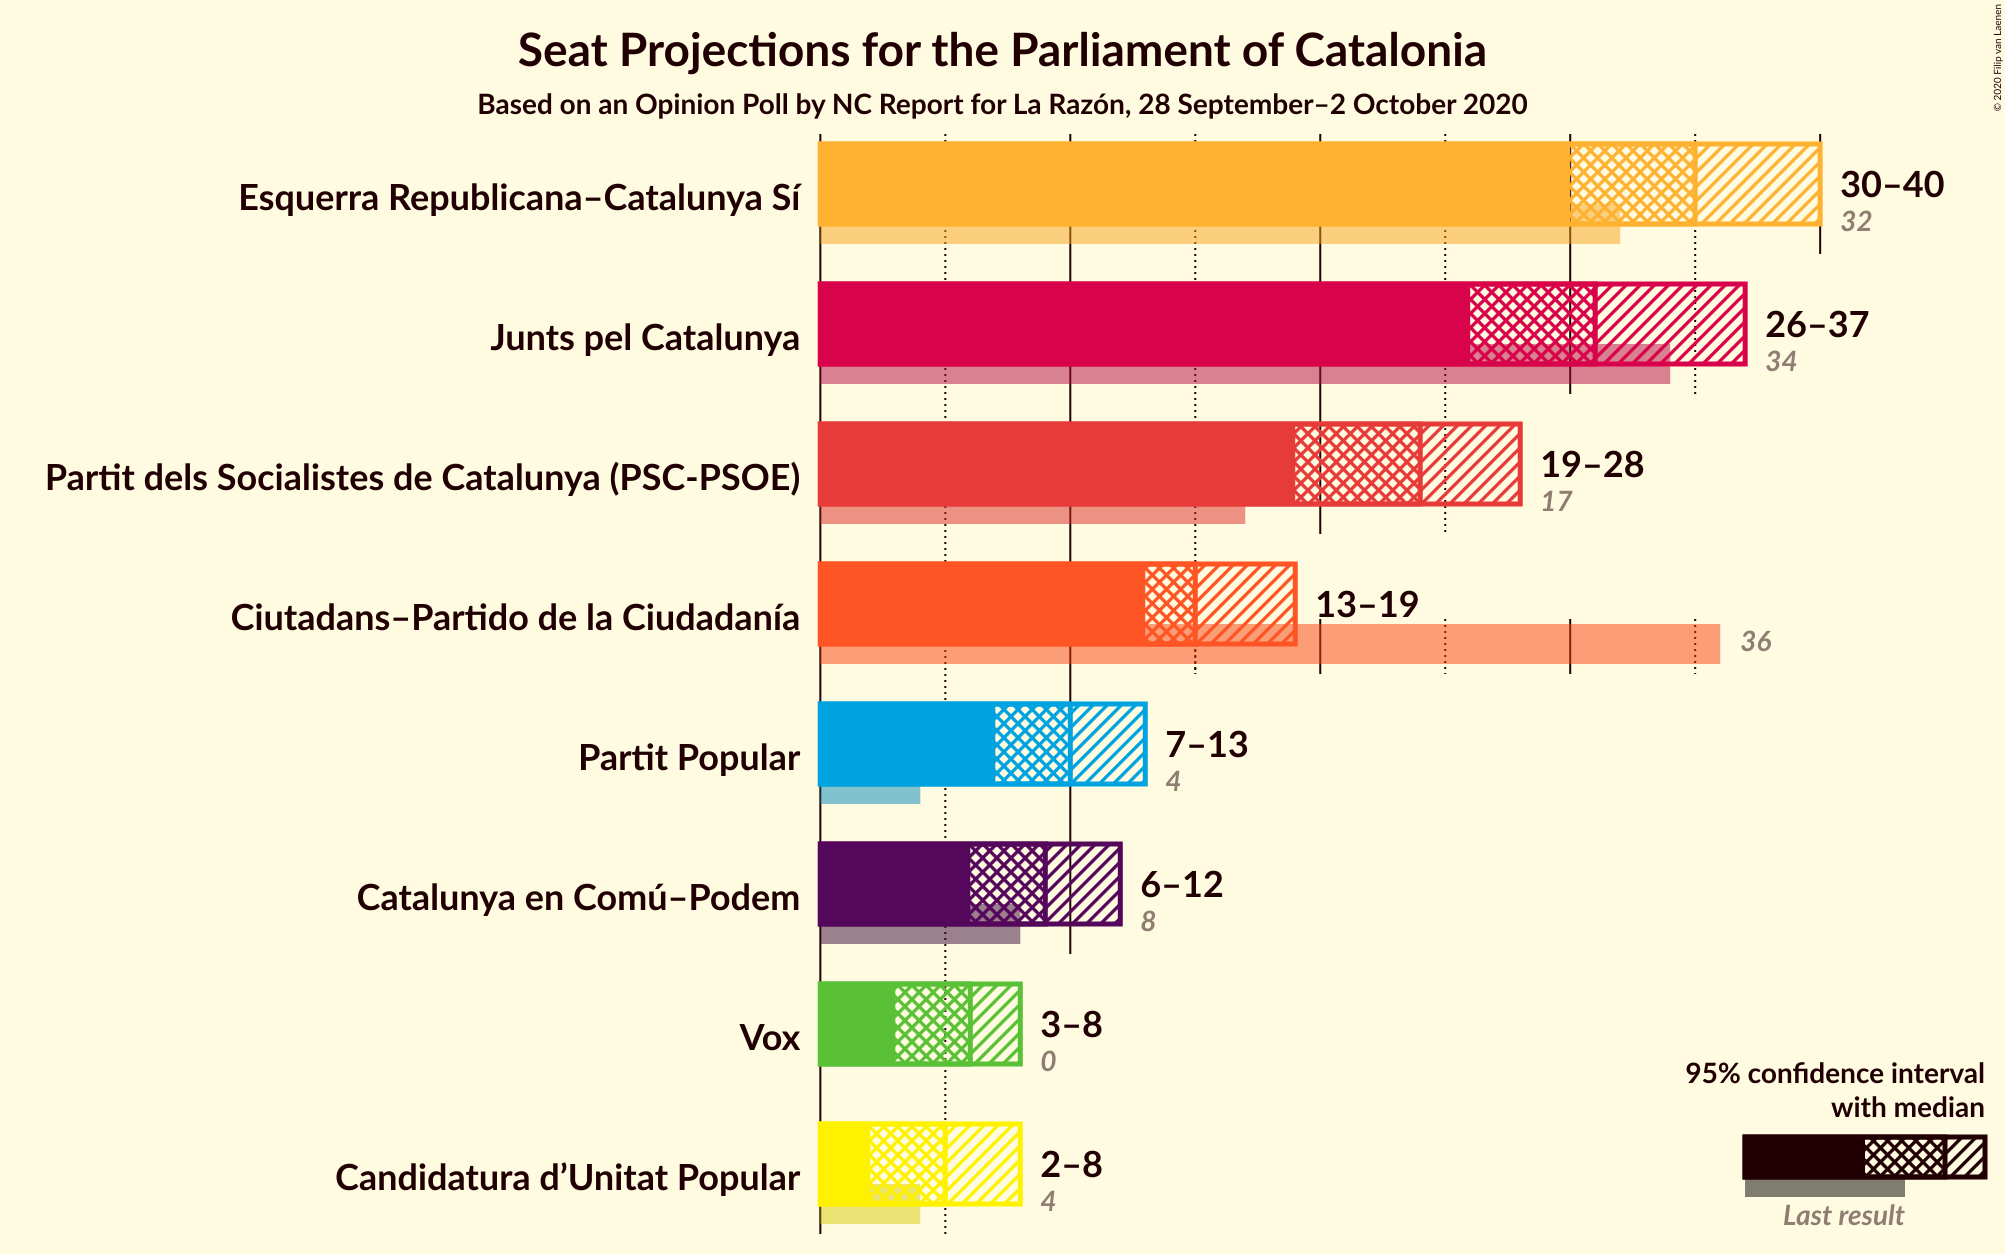 Seat Projections for the Parliament of Catalonia
Based on an Opinion Poll by NC Report for La Razón, 28 September–2 October 2020
© 2020 Filip van Laenen
Esquerra Republicana–Catalunya Sí
30–40
32
Junts pel Catalunya
26–37
34
Partit dels Socialistes de Catalunya (PSC-PSOE)
19–28
17
Ciutadans–Partido de la Ciudadanía
13–19
36
Partit Popular
7–13
4
Catalunya en Comú–Podem
6–12
8
Vox
3–8
0
Candidatura d’Unitat Popular
2–8
4
95% confidence interval
with median
Last result